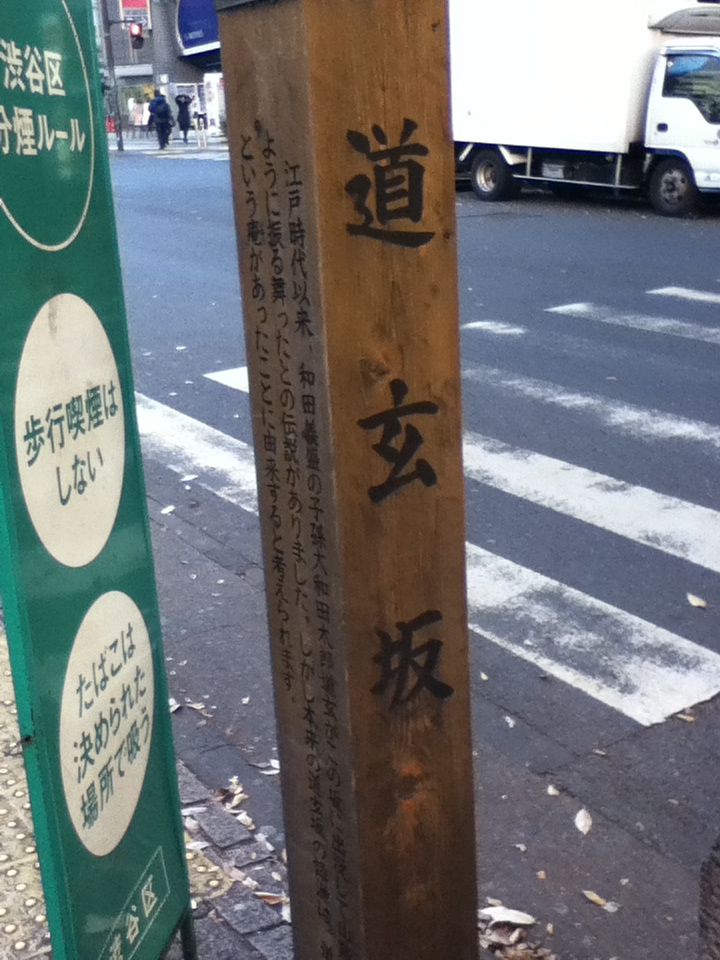 渋谷区
分煙ルール
歩行喫煙は
しない
たばこは
決められた
場所で吸う
渋谷区
道玄坂
江戸時代以来、和田義盛の子孫大和田太郎道玄がこの坂に出没して山賊
ように振る舞ったとの伝説がありました。しかし本来の道玄坂の語源は、道
という庵があったことに由来すると考えられます。